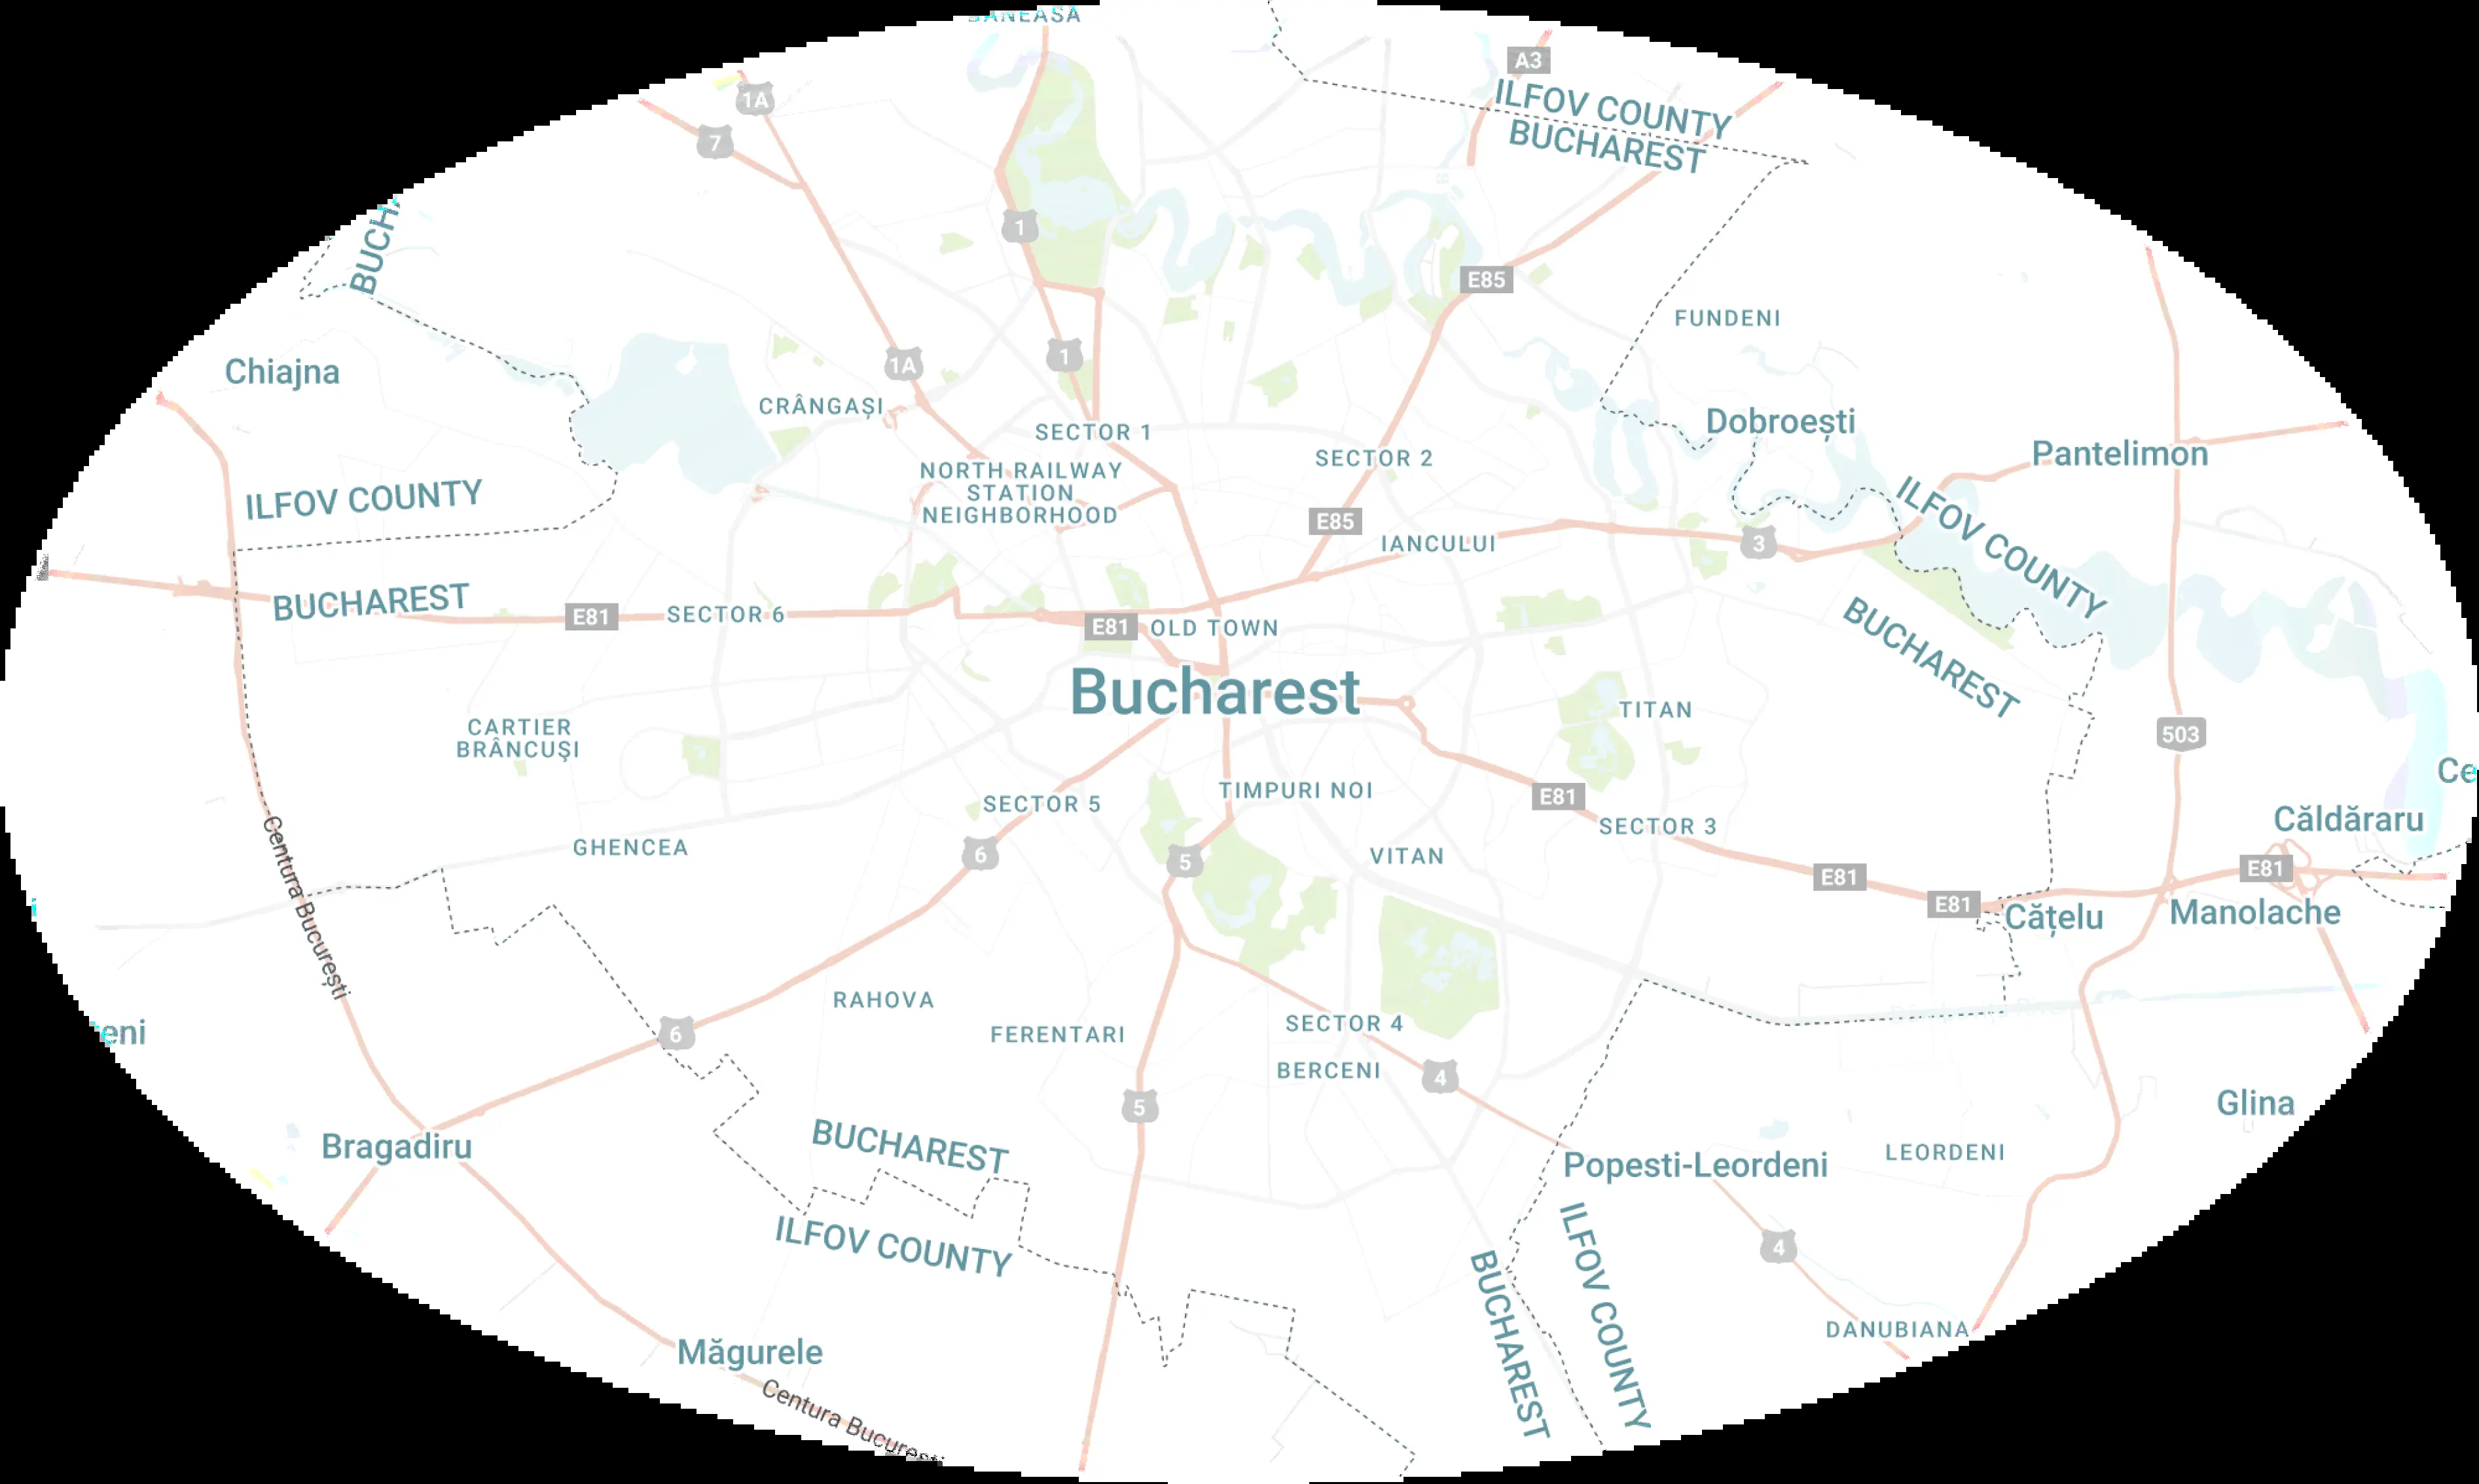 BĂNEASA
A3
1A
ILFOV COUNTY
BUCHAREST
7
1
E85
FUNDENI
Chiajna
1A
1
CRÂNGAȘI
SECTOR 1
Dobroești
Pantelimon
SECTOR 2
NORTH RAILWAY
STATION
NEIGHBORHOOD
ILFOV COUNTY
E85
IANCULUI
3
ILFOV COUNTY
BUCHAREST
E81
SECTOR 6
E81
OLD TOWN
BUCHAREST
Bucharest
TITAN
CARTIER
BRÂNCUȘI
503
TIMPURI NOI
E81
SECTOR 5
Căldăraru
SECTOR 3
GHENCEA
6
5
VITAN
E81
E81
E81
Centura București
Cățelu
Manolache
RAHOVA
SECTOR 4
6
FERENTARI
BERCENI
4
5
Glina
Bragadiru
BUCHAREST
LEORDENI
Popesti-Leordeni
ILFOV COUNTY
4
BUCHAREST
ILFOV COUNTY
DANUBIANA
Măgurele
Centura București